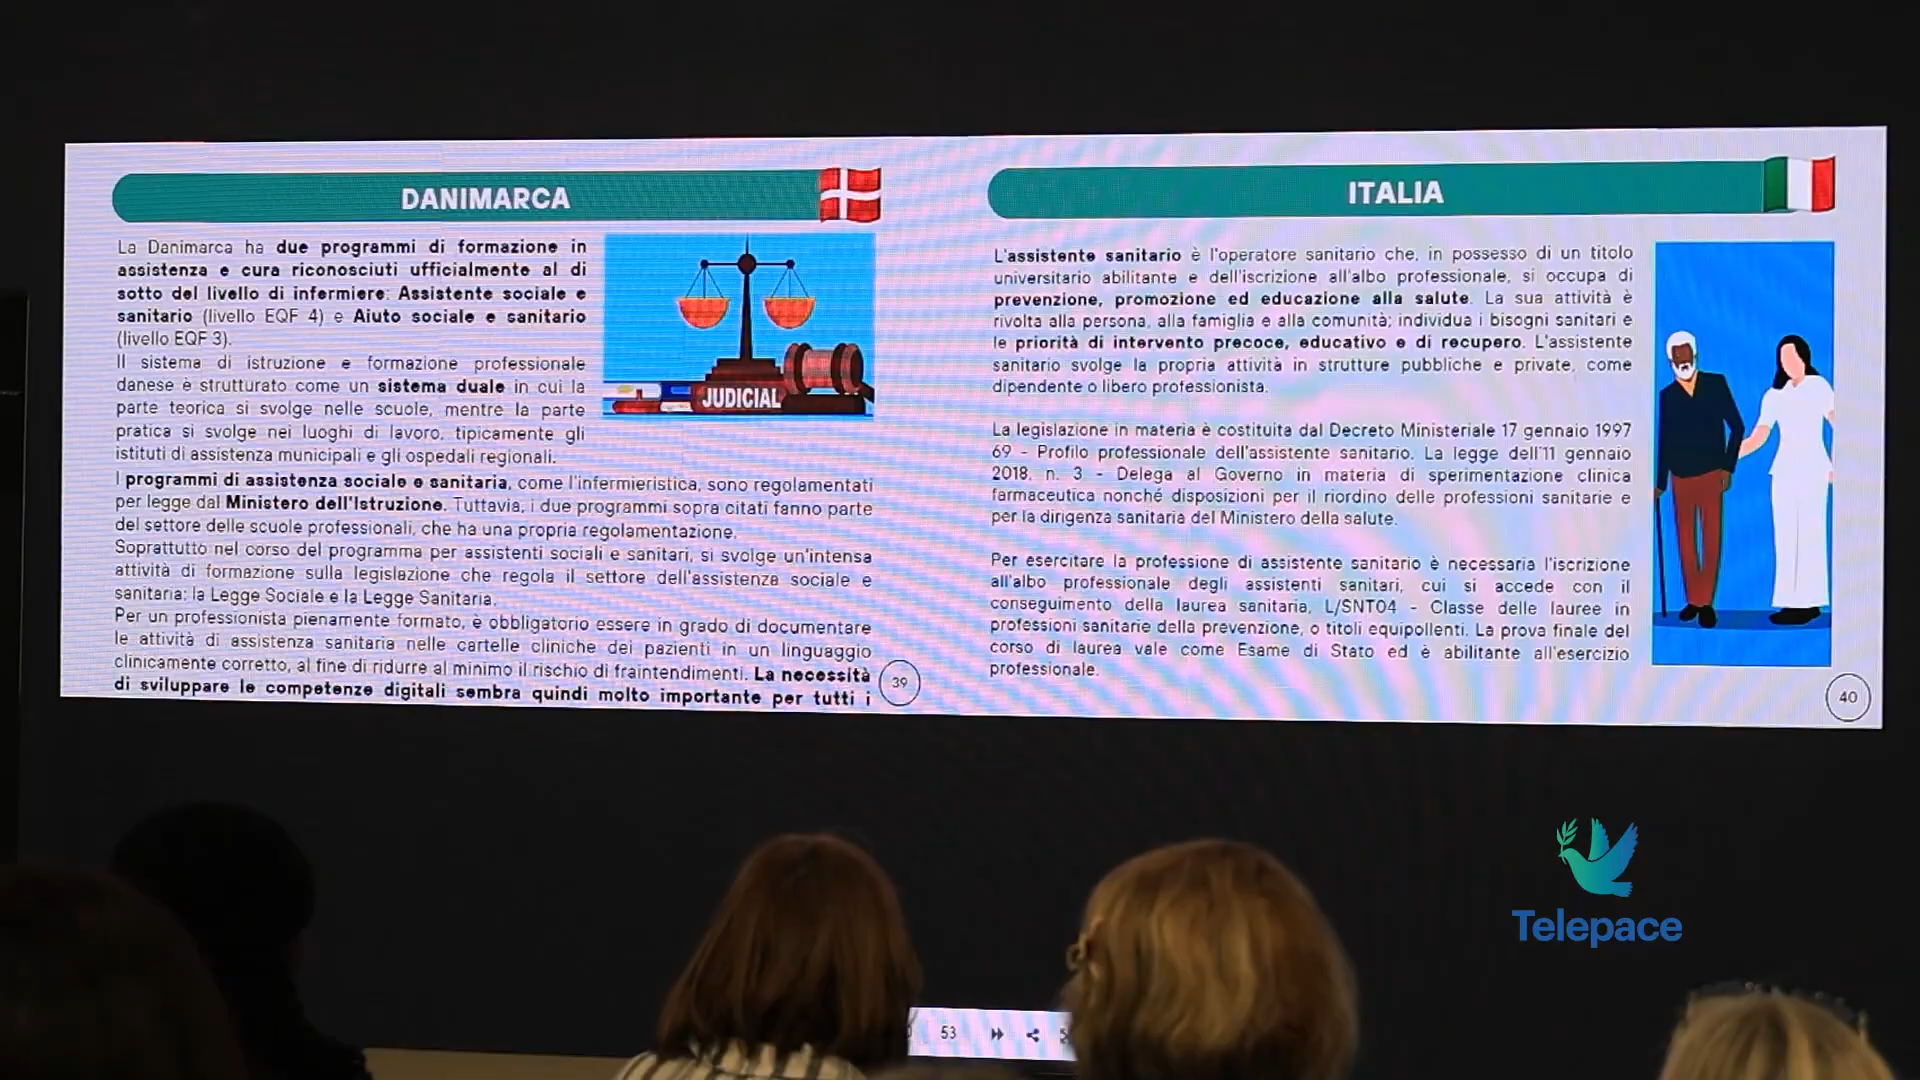 DANIMARCA
La Danimarca ha due programmi di formazione in
assistenza e cura riconosciuti ufficialmente al di
sotto del livello di infermiere: Assistente sociale e
sanitario (livello EQF 4) e Aiuto sociale e sanitario
(livello EQF 3).
Il sistema di istruzione e formazione professionale
danese è strutturato come un sistema duale in cui la
parte teorica si svolge nelle scuole, mentre la parte
pratica si svolge nei luoghi di lavoro, tipicamente gli
istituti di assistenza municipali e gli ospedali regionali.
I programmi di assistenza sociale e sanitaria, come l'infermieristica, sono regolamentati
per legge dal Ministero dell'Istruzione. Tuttavia, i due programmi sopra citati fanno parte
del settore delle scuole professionali, che ha una propria regolamentazione.
Soprattutto nel corso del programma per assistenti sociali e sanitari, si svolge un'intensa
attività di formazione sulla legislazione che regola il settore dell'assistenza sociale e
sanitaria: la Legge Sociale e la Legge Sanitaria.
Per un professionista pienamente formato, è obbligatorio essere in grado di documentare
le attività di assistenza sanitaria nelle cartelle cliniche dei pazienti in un linguaggio
clinicamente corretto, al fine di ridurre al minimo il rischio di fraintendimenti. La necessità
di sviluppare le competenze digitali sembra quindi molto importante per tutti i
JUDICIAL
39
ITALIA
L'assistente sanitario è l'operatore sanitario che, in possesso di un titolo
universitario abilitante e dell'iscrizione all'albo professionale, si occupa di
prevenzione, promozione ed educazione alla salute. La sua attività è
rivolta alla persona, alla famiglia e alla comunità; individua i bisogni sanitari e
le priorità di intervento precoce, educativo e di recupero. L'assistente
sanitario svolge la propria attività in strutture pubbliche e private, come
dipendente o libero professionista.
La legislazione in materia è costituita dal Decreto Ministeriale 17 gennaio 1997
69 - Profilo professionale dell'assistente sanitario. La legge dell'11 gennaio
2018, n. 3 - Delega al Governo in materia di sperimentazione clinica
farmaceutica nonché disposizioni per il riordino delle professioni sanitarie e
per la dirigenza sanitaria del Ministero della salute.
Per esercitare la professione di assistente sanitario è necessaria l'iscrizione
all'albo professionale degli assistenti sanitari, cui si accede con il
conseguimento della laurea sanitaria, L/SNT04 - Classe delle lauree in
professioni sanitarie della prevenzione, o titoli equipollenti. La prova finale del
corso di laurea vale come Esame di Stato ed è abilitante all'esercizio
professionale.
40
Telepace
53